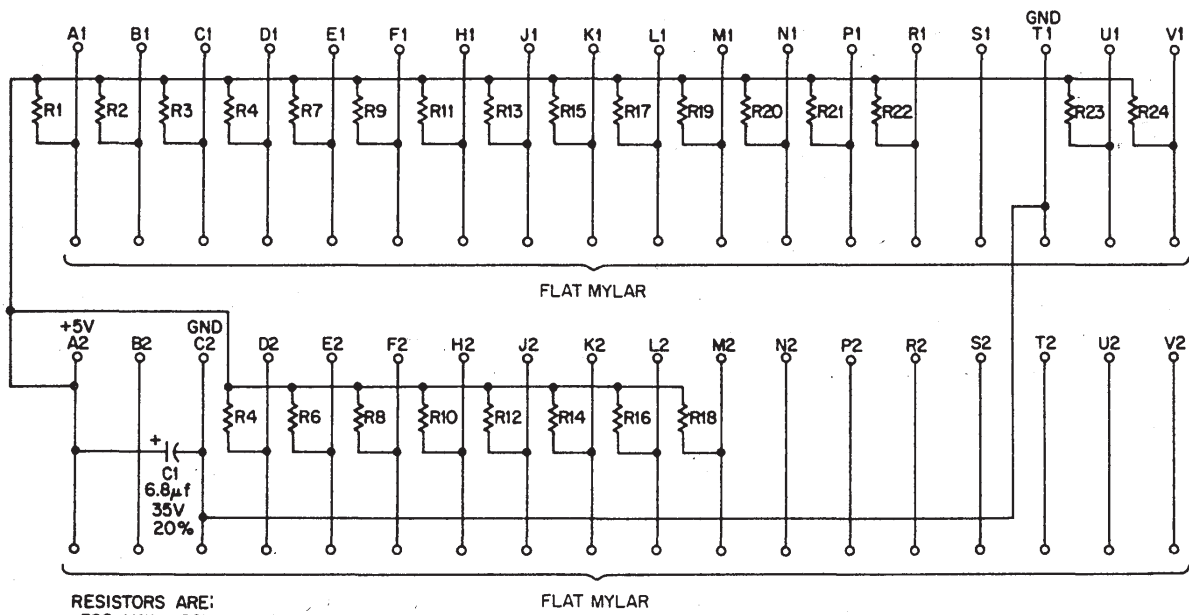 GND
A1 B1 C1 D1 E1 F1 H1 J1 K1 L1 M1 N1 P1 R1 S1 T1 U1 V1
R1 R2 R3 R4 R7 R9 R11 R13 R15 R17 R19 R20 R21 R22 R23 R24
FLAT MYLAR
+5V GND
A2 B2 C2 D2 E2 F2 H2 J2 K2 L2 M2 N2 P2 R2 S2 T2 U2 V2
R4 R6 R8 R10 R12 R14 R16 R18
+
C1
6.8µf
35V
20%
FLAT MYLAR
RESISTORS ARE: